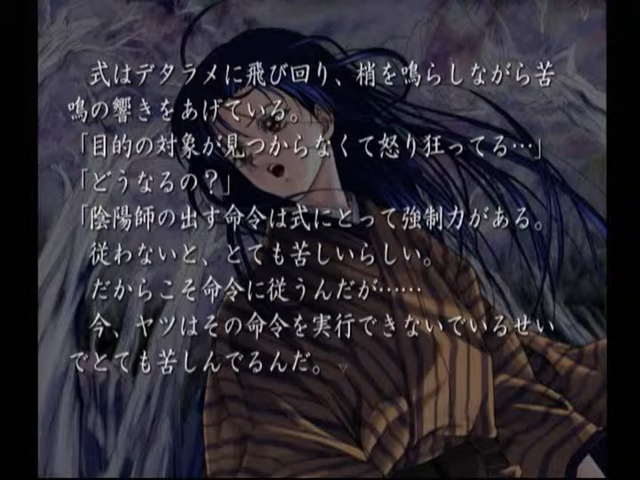 式はデタラメに飛び回り、梢を鳴らしながら苦
鳴の響きをあげている。
「目的の対象が見つからなくて怒り狂ってる…」
「どうなるの？」
「陰陽師の出す命令は式にとって強制力がある。
従わないと、とても苦しいらしい。
だからこそ命令に従うんだが……
今、ヤツはその命令を実行できないでいるせい
でとても苦しんでるんだ。